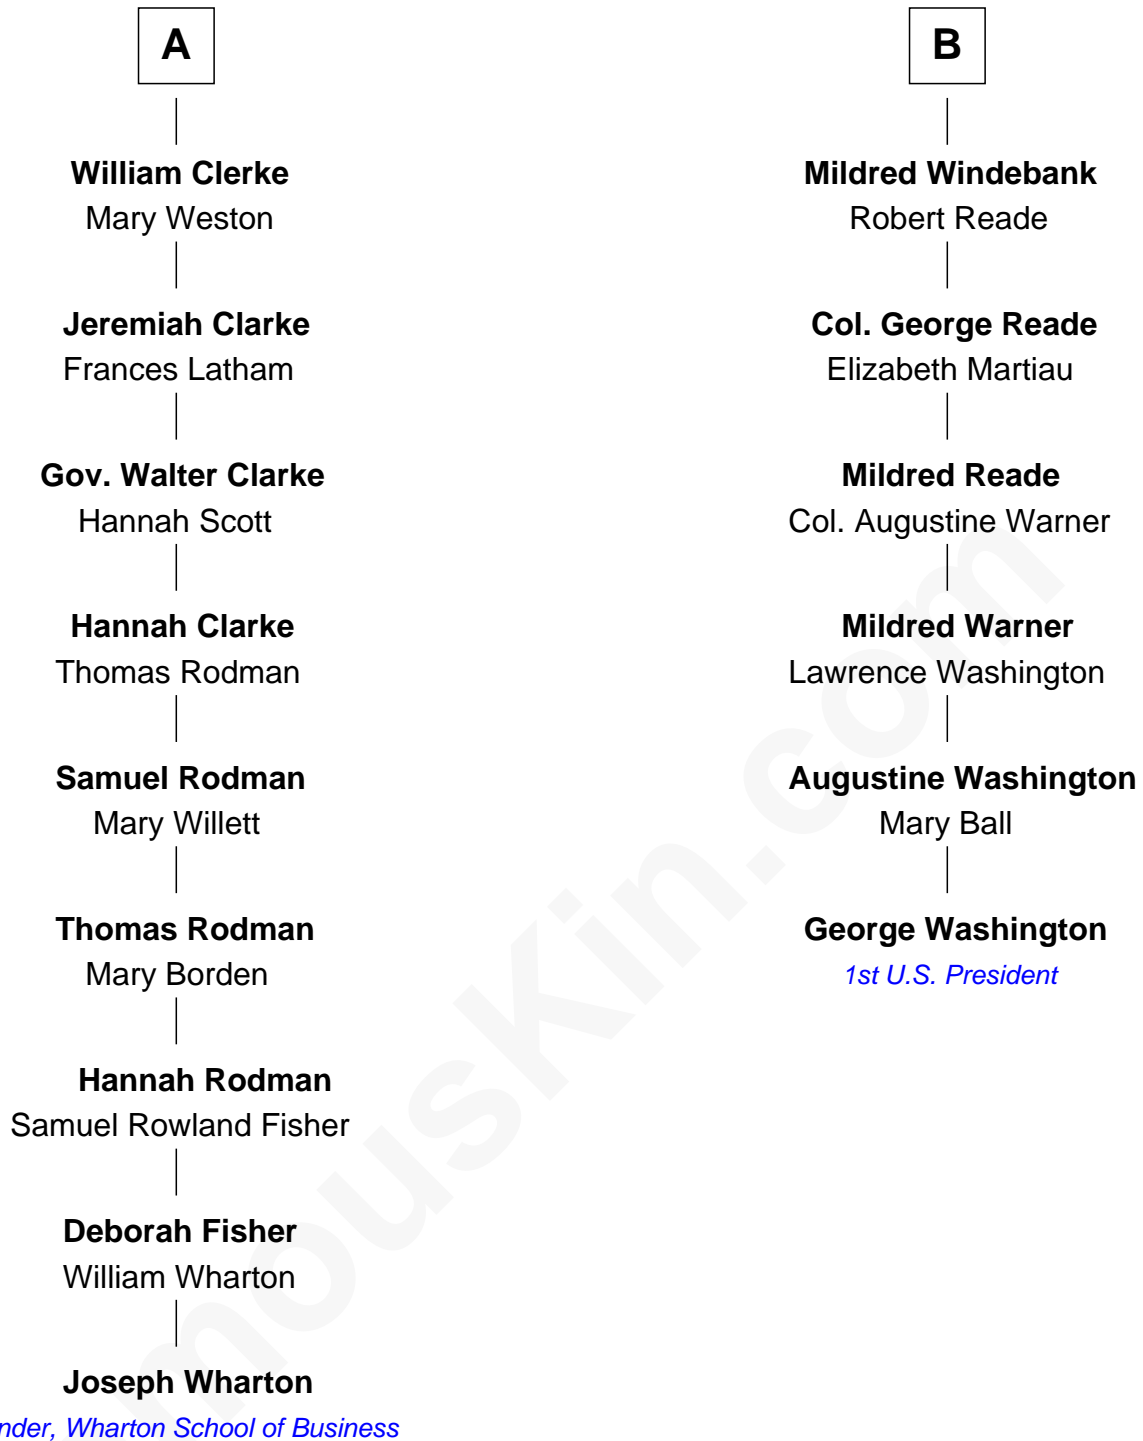 A
William Clerke
Mary Weston
Jeremiah Clarke
Frances Latham
Gov. Walter Clarke
Hannah Scott
Hannah Clarke
Thomas Rodman
Samuel Rodman
Mary Willett
Thomas Rodman
Mary Borden
Hannah Rodman
Samuel Rowland Fisher
Deborah Fisher
William Wharton
Joseph Wharton
nder, Wharton School of Business
B
Mildred Windebank
Robert Reade
Col. George Reade
Elizabeth Martiau
Mildred Reade
Col. Augustine Warner
Mildred Warner
Lawrence Washington
Augustine Washington
Mary Ball
George Washington
1st U.S. President
mouskin.com